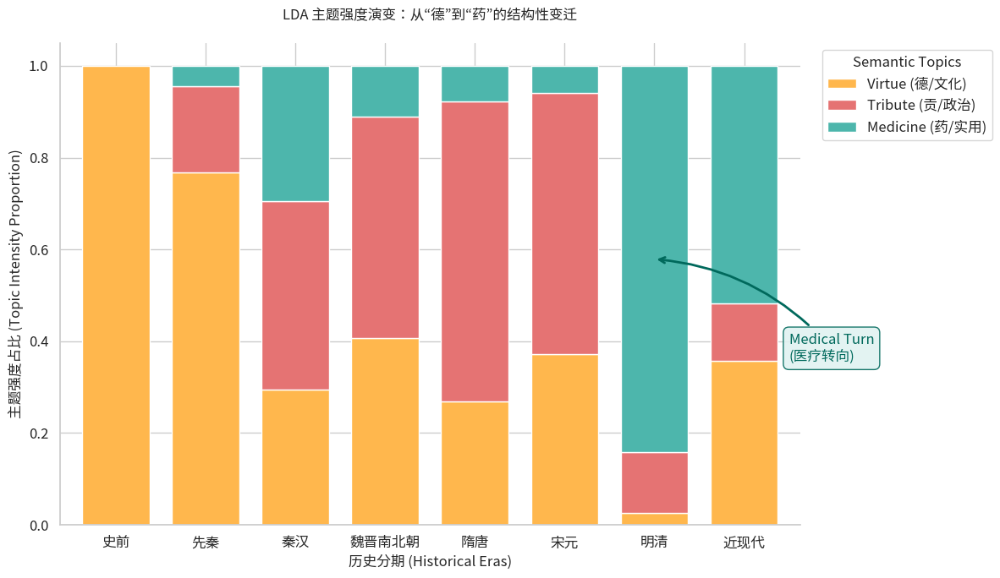 LDA 主题强度演变：从“德”到“药”的结构性变迁
Semantic Topics
Virtue (德/文化)
Tribute (贡/政治)
Medicine (药/实用)
主题强度占比 (Topic Intensity Proportion)
1.0
0.8
0.6
0.4
0.2
0.0
Medical Turn
(医疗转向)
史前 先秦 秦汉 魏晋南北朝 隋唐 宋元 明清 近现代
历史分期 (Historical Eras)